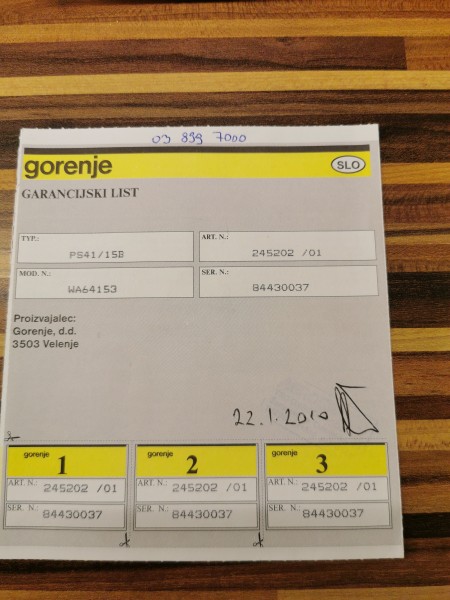 03 899 7000
gorenje SLO
GARANCIJSKI LIST
TYP.: ART. N.:
PS41/15B 245202 /01
MOD. N.: SER. N.:
WA64153 84430037
Proizvajalec:
Gorenje, d.d.
3503 Velenje
22.1.2010
gorenje 1 gorenje 2 gorenje 3
ART. N.: 245202 /01 ART. N.: 245202 /01 ART. N.: 245202 /01
SER. N.: 84430037 SER. N.: 84430037 SER. N.: 84430037